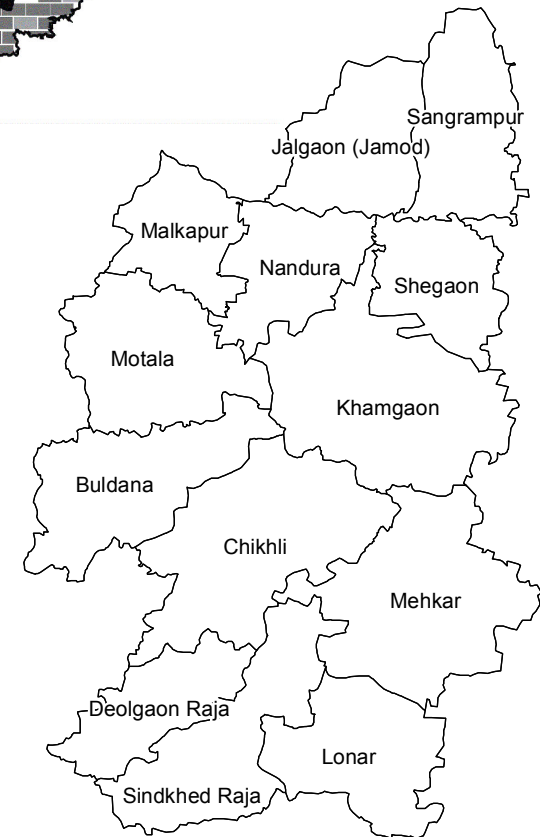 Sangrampur
Jalgaon (Jamod)
Malkapur
Nandura
Shegaon
Motala
Khamgaon
Buldana
Chikhli
Mehkar
Deolgaon Raja
Lonar
Sindkhed Raja